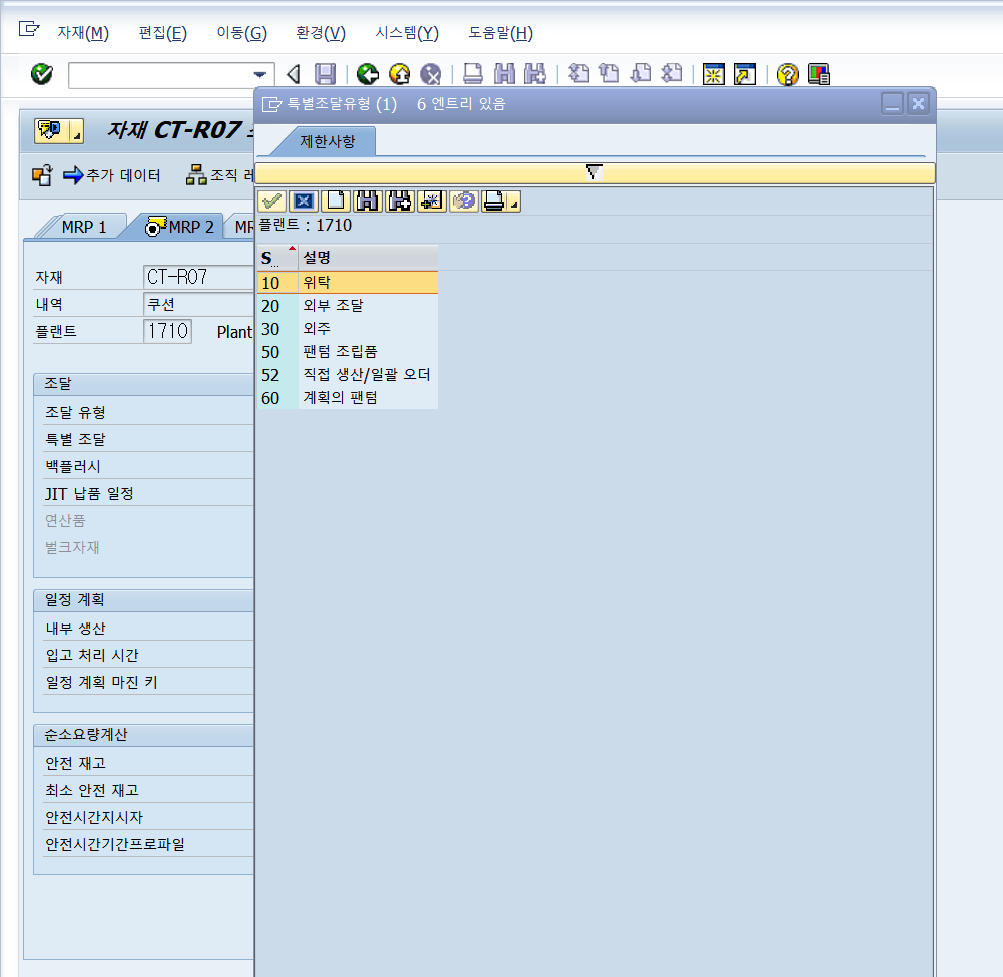 자재(M) 편집(E) 이동(G) 환경(V) 시스템(Y) 도움말(H)
특별조달유형 (1) 6 엔트리 있음
자재 CT-R07
제한사항
추가 데이터 조직
플랜트 : 1710
MRP 1 MRP 2
S.. 설명
자재 CT-R07
10 위탁
내역 쿠션
20 외부 조달
플랜트 1710 Plant
30 외주
50 팬텀 조립품
52 직접 생산/일괄 오더
60 계획의 팬텀
조달
조달 유형
특별 조달
백플러시
JIT 납품 일정
연산품
벌크자재
일정 계획
내부 생산
입고 처리 시간
일정 계획 마진 키
순소요량계산
안전 재고
최소 안전 재고
안전시간지시자
안전시간기간프로파일